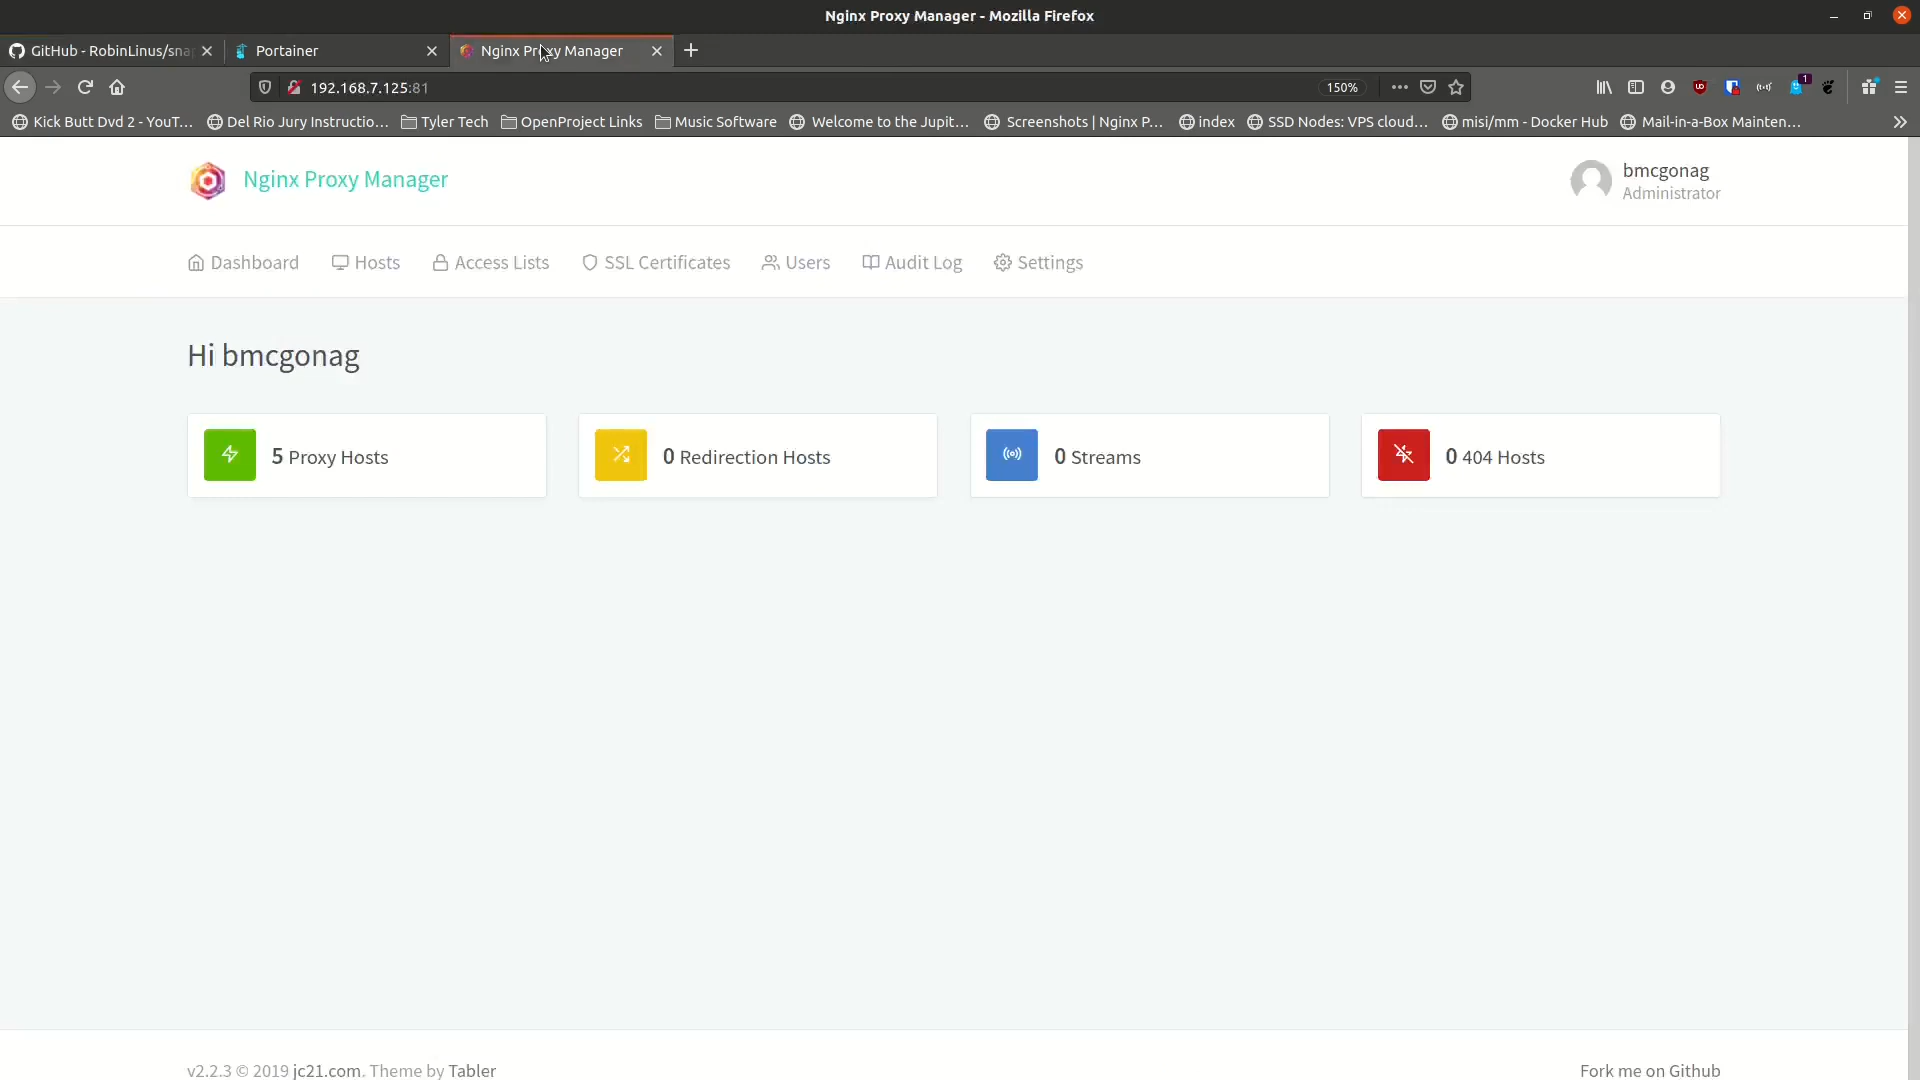 Nginx Proxy Manager - Mozilla Firefox
GitHub - RobinLinus/sna
Portainer
Nginx Proxy Manager
192.168.7.125:81
150%
1
Kick Butt Dvd 2 - YouT...
Del Rio Jury Instructio...
Tyler Tech
OpenProject Links
Music Software
Welcome to the Jupit...
Screenshots | Nginx P...
index
SSD Nodes: VPS cloud...
misi/mm - Docker Hub
Mail-in-a-Box Mainten...
Nginx Proxy Manager
bmcgonag
Administrator
Dashboard
Hosts
Access Lists
SSL Certificates
Users
Audit Log
Settings
Hi bmcgonag
5 Proxy Hosts
0 Redirection Hosts
0 Streams
0 404 Hosts
v2.2.3 © 2019 jc21.com. Theme by Tabler
Fork me on Github